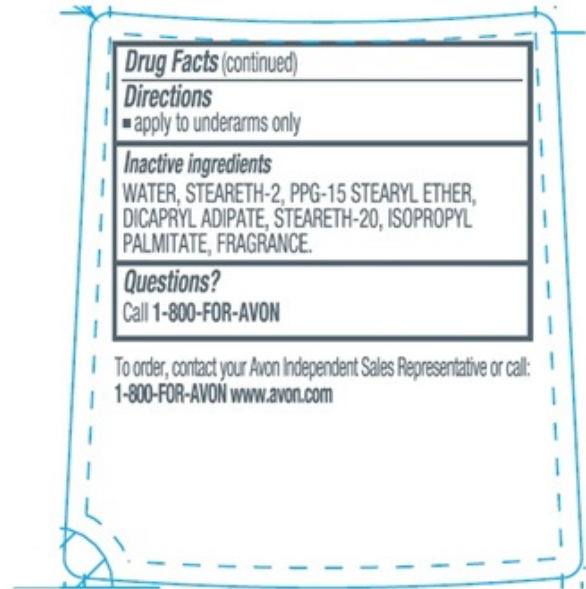 Drug Facts (continued)
Directions
▪ apply to underarms only
Inactive ingredients
WATER, STEARETH-2, PPG-15 STEARYL ETHER,
DICAPRYL ADIPATE, STEARETH-20, ISOPROPYL
PALMITATE, FRAGRANCE.
Questions?
Call 1-800-FOR-AVON
To order, contact your Avon Independent Sales Representative or call:
1-800-FOR-AVON www.avon.com